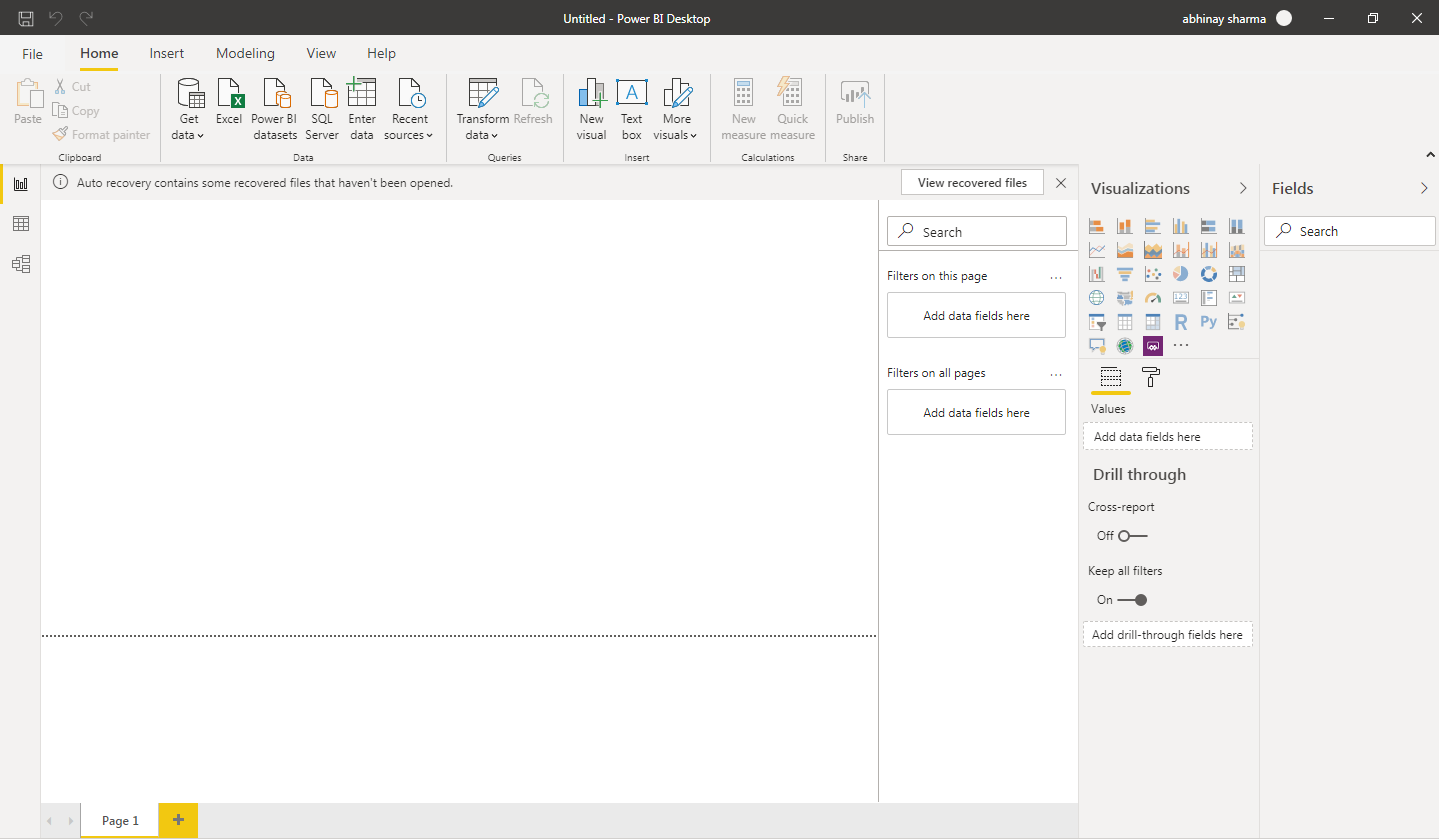 Untitled - Power BI Desktop
abhinay sharma
File Home Insert Modeling View Help
Paste
Cut
Copy
Format painter
Clipboard
Get data
Excel
Power BI datasets
SQL Server
Enter data
Recent sources
Data
Transform data
Refresh
Queries
New visual
Text box
More visuals
Insert
New measure
Quick measure
Calculations
Publish
Share
Auto recovery contains some recovered files that haven't been opened.
View recovered files
Search
Filters on this page
...
Add data fields here
Filters on all pages
...
Add data fields here
Visualizations
123
R
Py
...
Values
Add data fields here
Drill through
Cross-report
Off
Keep all filters
On
Add drill-through fields here
Fields
Search
Page 1